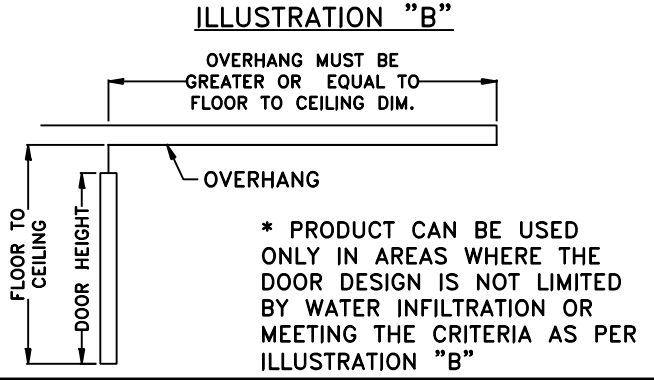 ILLUSTRATION "B"
OVERHANG MUST BE
GREATER OR EQUAL TO
FLOOR TO CEILING DIM.
OVERHANG
FLOOR TO
CEILING
DOOR HEIGHT
* PRODUCT CAN BE USED
ONLY IN AREAS WHERE THE
DOOR DESIGN IS NOT LIMITED
BY WATER INFILTRATION OR
MEETING THE CRITERIA AS PER
ILLUSTRATION "B"